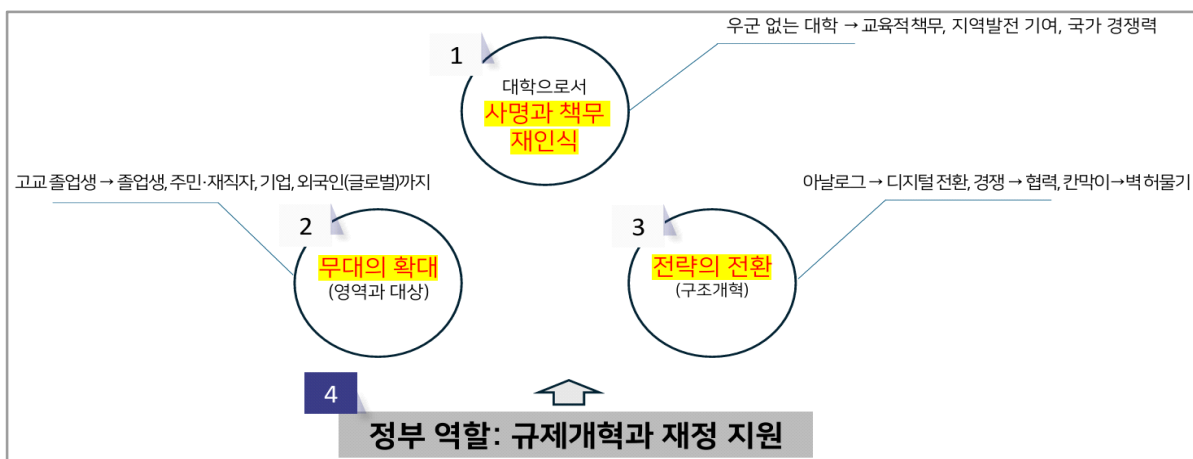 우군 없는 대학 → 교육적책무, 지역발전 기여, 국가 경쟁력
1
대학으로서
사명과 책무
재인식
고교 졸업생 → 졸업생, 주민·재직자, 기업, 외국인(글로벌)까지
아날로그 → 디지털 전환, 경쟁 → 협력, 칸막이→벽 허물기
2
무대의 확대
(영역과 대상)
3
전략의 전환
(구조개혁)
4
정부 역할: 규제개혁과 재정 지원